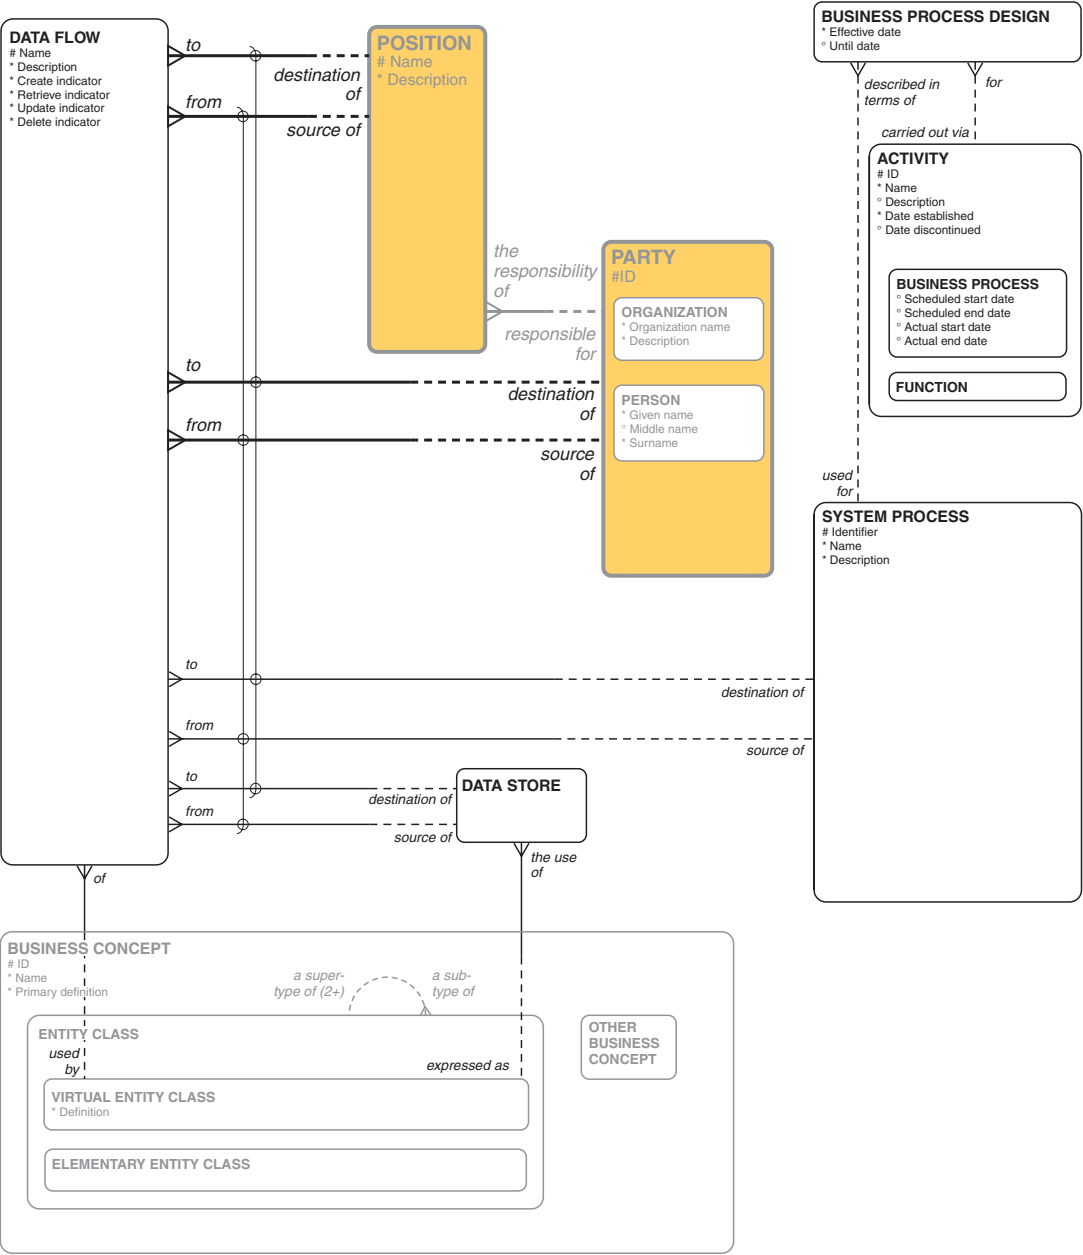 DATA FLOW
# Name
* Description
* Create indicator
* Retrieve indicator
* Update indicator
* Delete indicator
to
destination
of
from
source of
POSITION
# Name
* Description
the
responsibility
of
responsible
for
PARTY
#ID
ORGANIZATION
* Organization name
* Description
PERSON
* Given name
° Middle name
* Surname
to
destination
of
from
source
of
BUSINESS PROCESS DESIGN
* Effective date
° Until date
described in
terms of
for
carried out via
ACTIVITY
# ID
* Name
° Description
* Date established
° Date discontinued
BUSINESS PROCESS
° Scheduled start date
° Scheduled end date
° Actual start date
° Actual end date
FUNCTION
used
for
SYSTEM PROCESS
# Identifier
* Name
* Description
to
destination of
from
source of
to
destination of
from
source of
DATA STORE
the use
of
of
BUSINESS CONCEPT
# ID
* Name
* Primary definition
a super-
type of (2+)
a sub-
type of
ENTITY CLASS
used
by
expressed as
VIRTUAL ENTITY CLASS
* Definition
ELEMENTARY ENTITY CLASS
OTHER
BUSINESS
CONCEPT